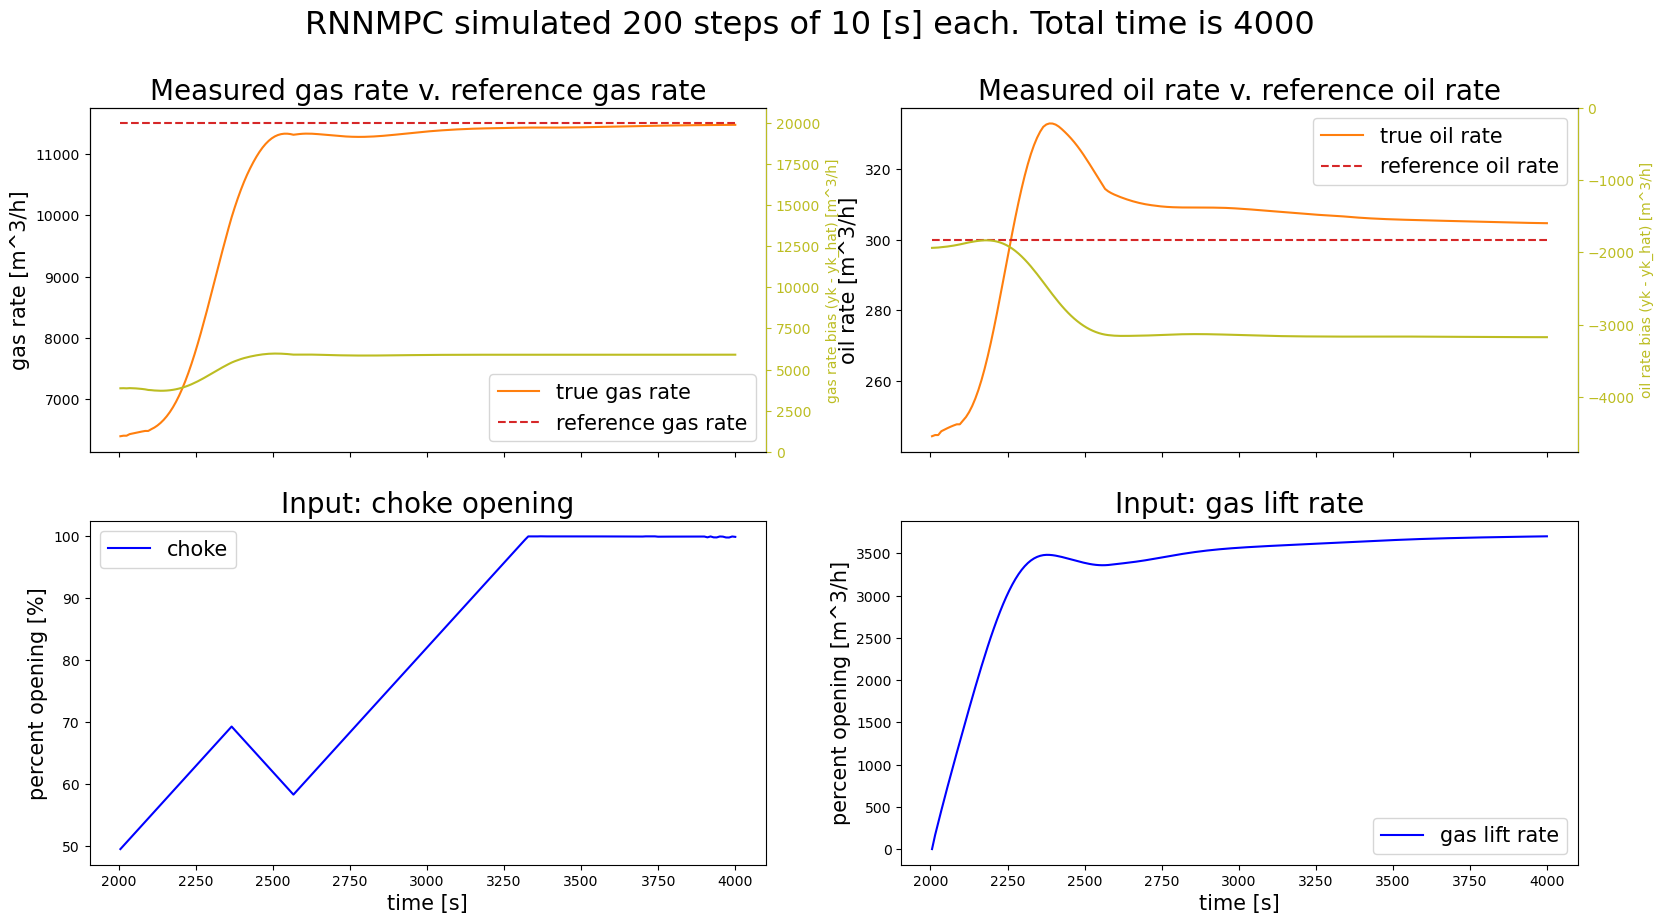 RNNMPC simulated 200 steps of 10 [s] each. Total time is 4000
Measured gas rate v. reference gas rate
gas rate [m^3/h]
11000
10000
9000
8000
7000
20000
17500
15000
12500
10000
7500
5000
2500
0
gas rate bias (yk - yk_hat) [m^3/h]
true gas rate
reference gas rate
Measured oil rate v. reference oil rate
oil rate [m^3/h]
320
300
280
260
0
−1000
−2000
−3000
−4000
oil rate bias (yk - yk_hat) [m^3/h]
true oil rate
reference oil rate
Input: choke opening
percent opening [%]
100
90
80
70
60
50
choke
2000 2250 2500 2750 3000 3250 3500 3750 4000
time [s]
Input: gas lift rate
percent opening [m^3/h]
3500
3000
2500
2000
1500
1000
500
0
gas lift rate
2000 2250 2500 2750 3000 3250 3500 3750 4000
time [s]